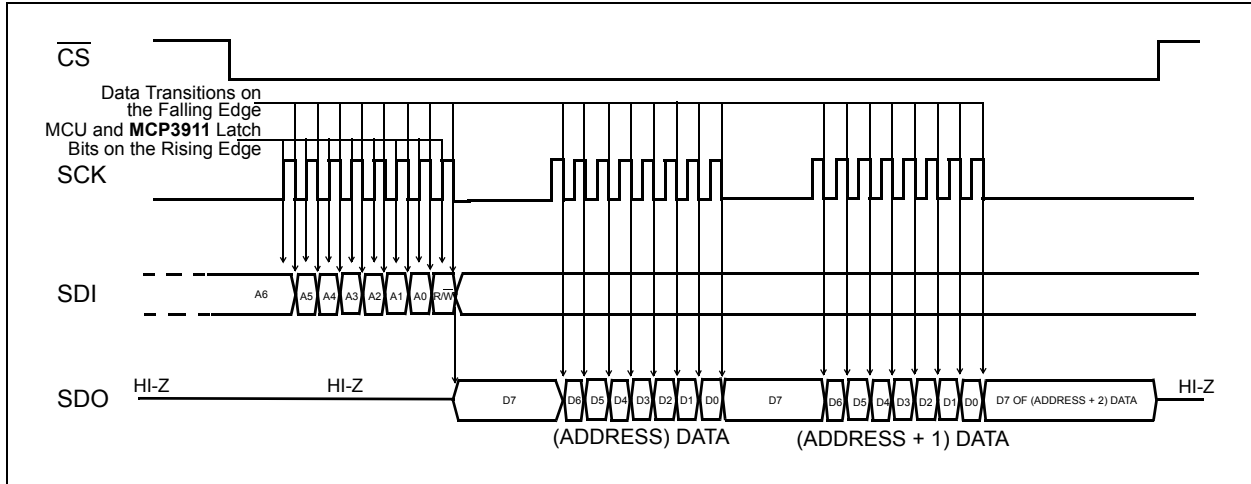 CS
Data Transitions on
the Falling Edge
MCU and MCP3911 Latch
Bits on the Rising Edge
SCK
SDI
A6 A5 A4 A3 A2 A1 A0 R/W
SDO
HI-Z HI-Z D7 D6 D5 D4 D3 D2 D1 D0 D7 D6 D5 D4 D3 D2 D1 D0 D7 OF (ADDRESS + 2) DATA HI-Z
(ADDRESS) DATA (ADDRESS + 1) DATA